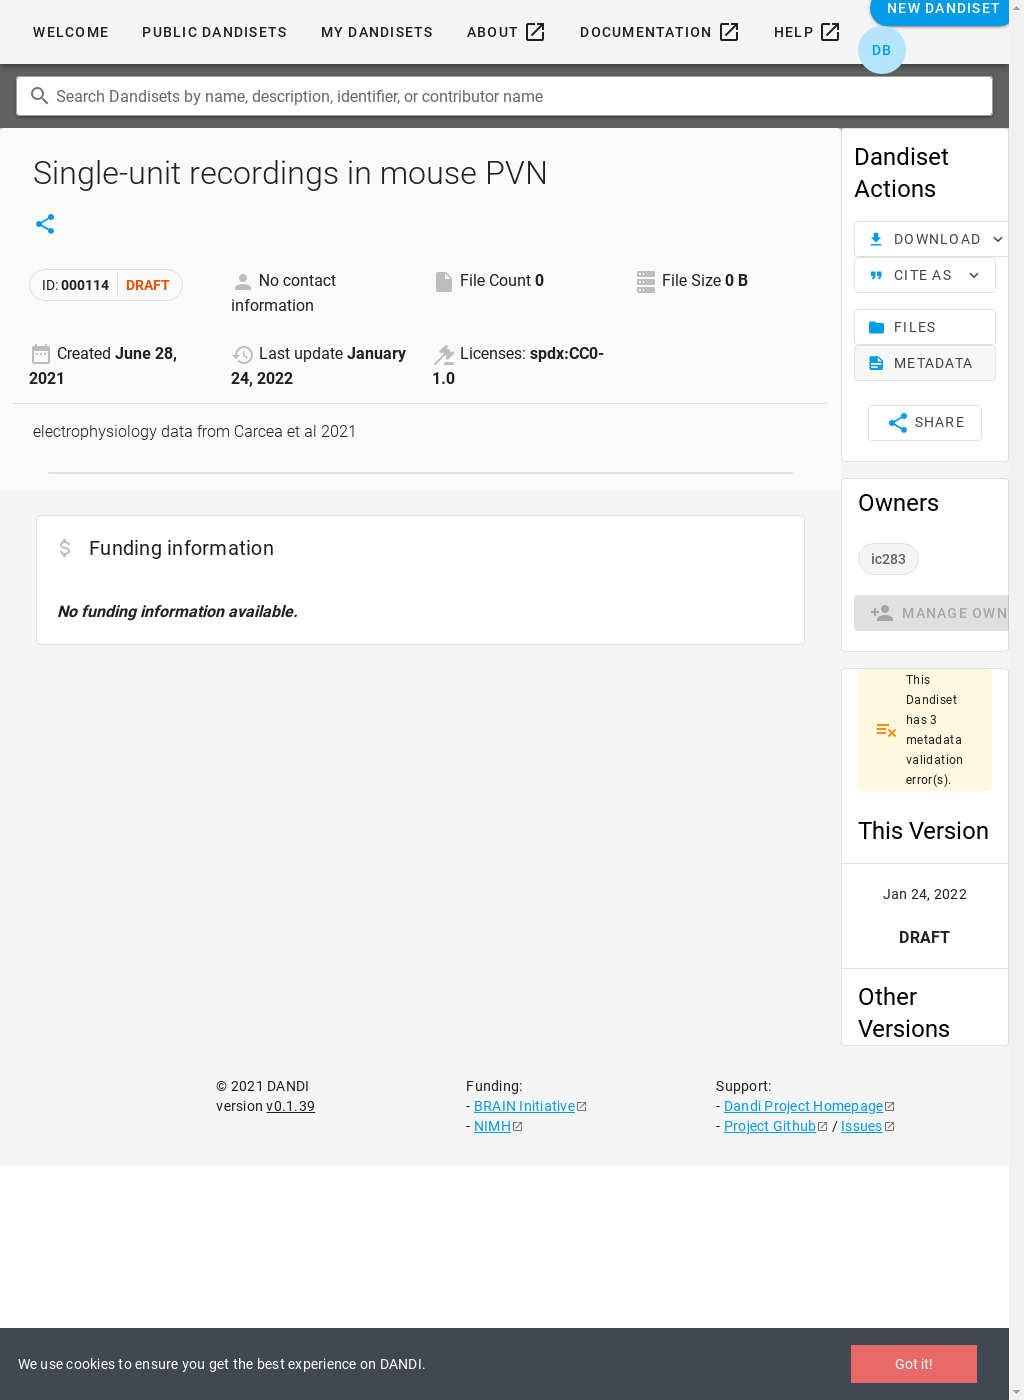 NEW DANDISET
WELCOME PUBLIC DANDISETS MY DANDISETS ABOUT DOCUMENTATION HELP
DB
Search Dandisets by name, description, identifier, or contributor name
Single-unit recordings in mouse PVN
ID: 000114 DRAFT
No contact
information
File Count 0
File Size 0 B
Created June 28,
2021
Last update January
24, 2022
Licenses: spdx:CC0-
1.0
electrophysiology data from Carcea et al 2021
Funding information
No funding information available.
Dandiset
Actions
DOWNLOAD
CITE AS
FILES
METADATA
SHARE
Owners
ic283
MANAGE OWN
This
Dandiset
has 3
metadata
validation
error(s).
This Version
Jan 24, 2022
DRAFT
Other
Versions
© 2021 DANDI
version v0.1.39
Funding:
- BRAIN Initiative
- NIMH
Support:
- Dandi Project Homepage
- Project Github / Issues
We use cookies to ensure you get the best experience on DANDI.
Got it!